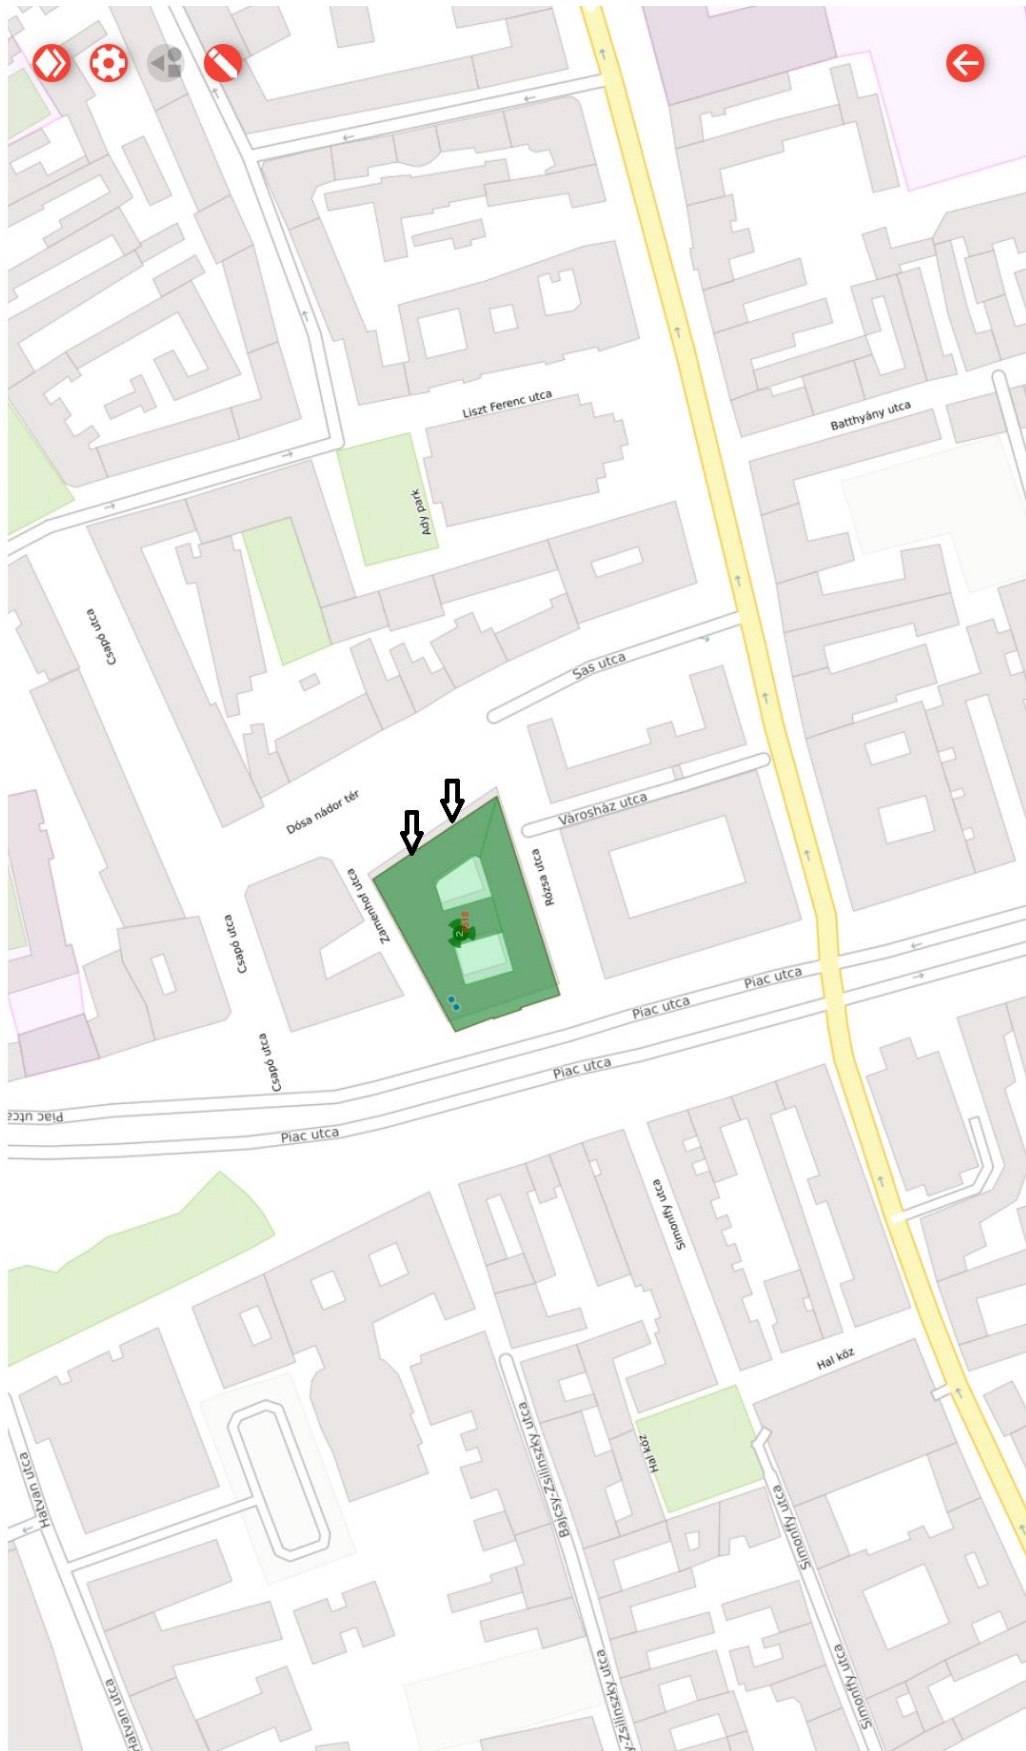 Liszt Ferenc utca
Batthyány utca
Ady park
Csapó utca
Sas utca
Dósa nádor tér
Városház utca
Zamenhof utca
Rózsa utca
Csapó utca
Piac utca
Piac utca
Csapó utca
Piac utca
Piac utca
Piac utca
Simonffy utca
Hal köz
Hal köz
Hatvan utca
Bajcsy-Zsilinszky utca
Simonffy utca
Hatvan utca
y-Zsilinszky utca
Simonffy utca